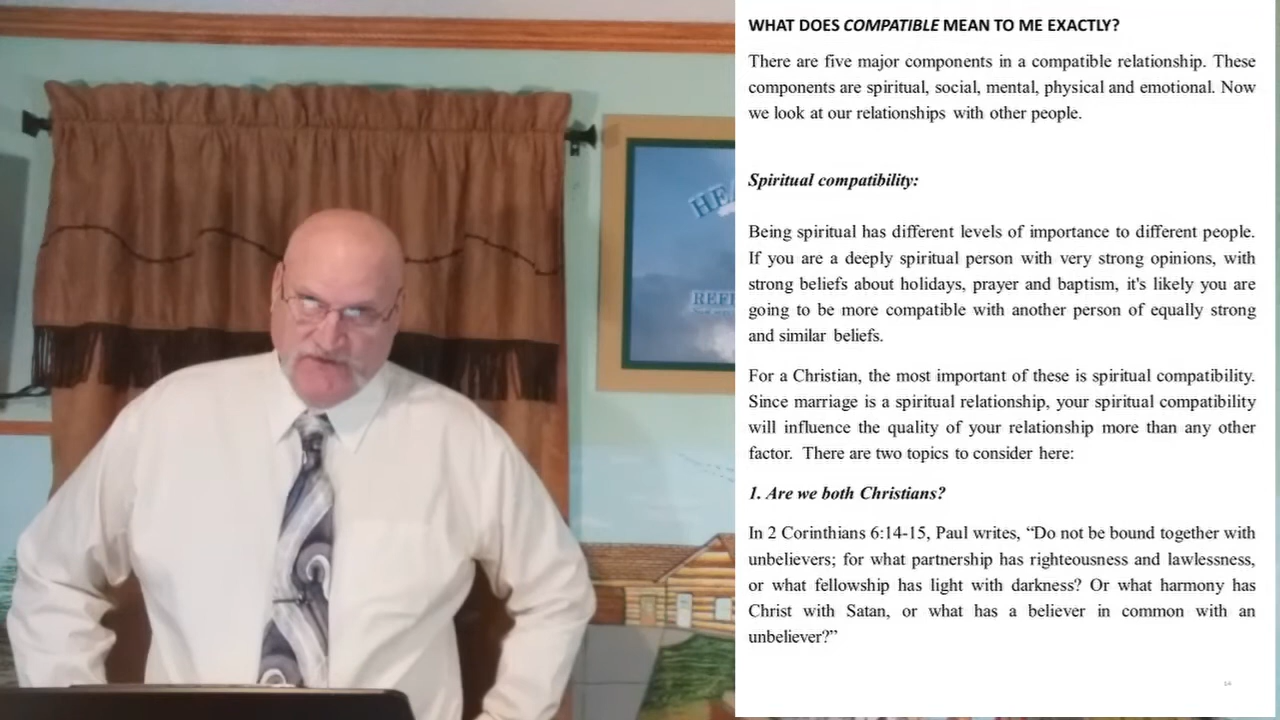 WHAT DOES COMPATIBLE MEAN TO ME EXACTLY?
There are five major components in a compatible relationship. These
components are spiritual, social, mental, physical and emotional. Now
we look at our relationships with other people.
Spiritual compatibility:
Being spiritual has different levels of importance to different people.
If you are a deeply spiritual person with very strong opinions, with
strong beliefs about holidays, prayer and baptism, it's likely you are
going to be more compatible with another person of equally strong
and similar beliefs.
For a Christian, the most important of these is spiritual compatibility.
Since marriage is a spiritual relationship, your spiritual compatibility
will influence the quality of your relationship more than any other
factor. There are two topics to consider here:
1. Are we both Christians?
In 2 Corinthians 6:14-15, Paul writes, “Do not be bound together with
unbelievers; for what partnership has righteousness and lawlessness,
or what fellowship has light with darkness? Or what harmony has
Christ with Satan, or what has a believer in common with an
unbeliever?”